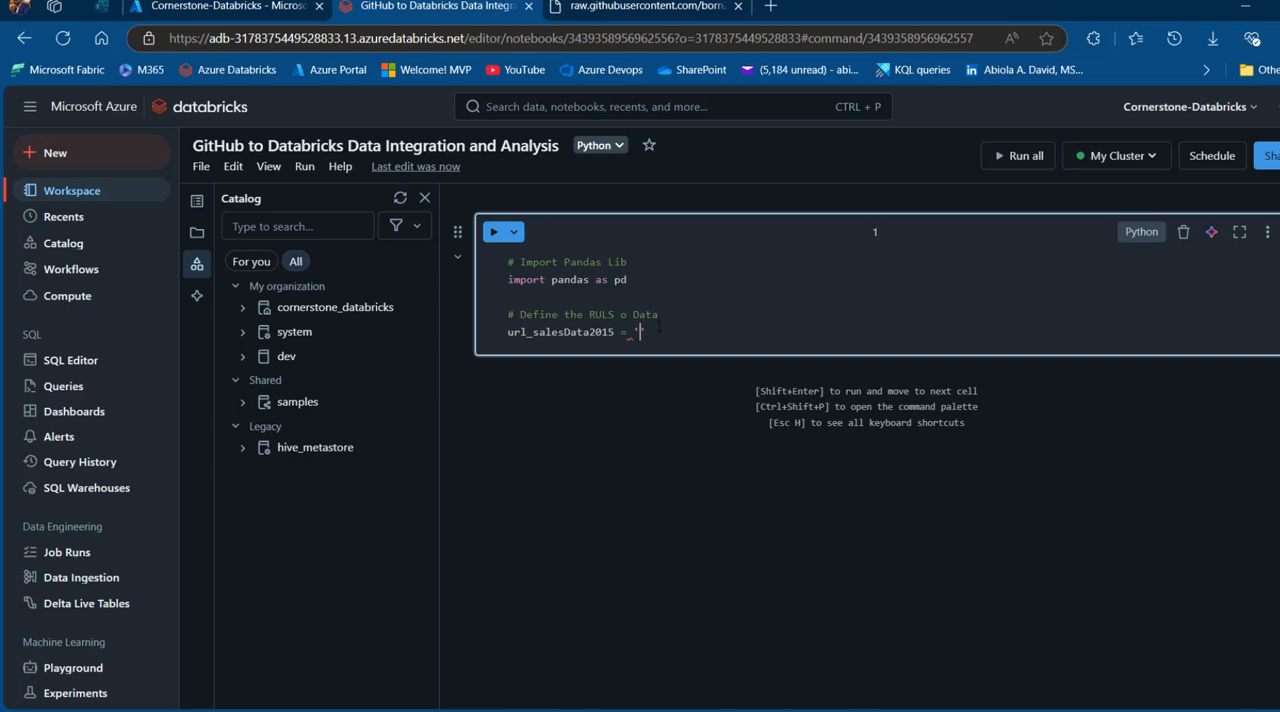 Cornerstone-Databricks - Micros
GitHub to Databricks Data Integra
raw.githubusercontent.com/born
https://adb-3178375449528833.13.azuredatabricks.net/editor/notebooks/3439358956962556?o=3178375449528833#command/3439358956962557
Microsoft Fabric
M365
Azure Databricks
Azure Portal
Welcome! MVP
YouTube
Azure Devops
SharePoint
(5,184 unread) - abi...
KQL queries
Abiola A. David, MS...
Othe
Microsoft Azure
databricks
Search data, notebooks, recents, and more...
CTRL + P
Cornerstone-Databricks
New
Workspace
Recents
Catalog
Workflows
Compute
SQL
SQL Editor
Queries
Dashboards
Alerts
Query History
SQL Warehouses
Data Engineering
Job Runs
Data Ingestion
Delta Live Tables
Machine Learning
Playground
Experiments
GitHub to Databricks Data Integration and Analysis
Python
File Edit View Run Help Last edit was now
Run all
My Cluster
Schedule
Sha
Catalog
Type to search...
For you
All
My organization
cornerstone_databricks
system
dev
Shared
samples
Legacy
hive_metastore
1
Python
# Import Pandas Lib
import pandas as pd
# Define the RULS o Data
url_salesData2015 = ''
[Shift+Enter] to run and move to next cell
[Ctrl+Shift+P] to open the command palette
[Esc H] to see all keyboard shortcuts